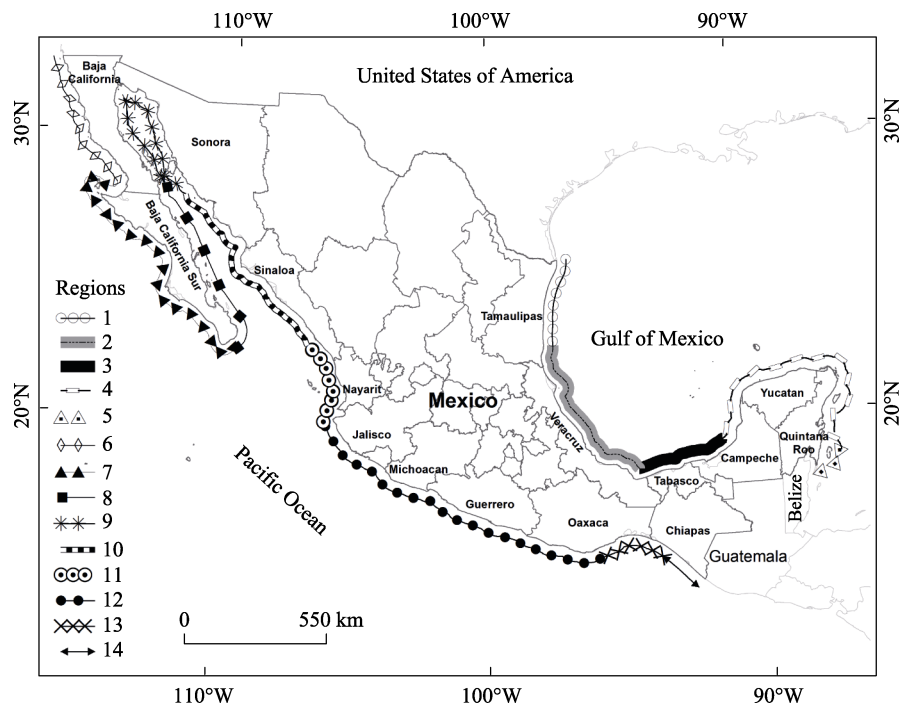 110°W 100°W 90°W
30°N
20°N
30°N
20°N
United States of America
Baja
California
Sonora
Baja California Sur
Sinaloa
Tamaulipas
Gulf of Mexico
Nayarit
Mexico
Veracruz
Yucatan
Quintana
Roo
Campeche
Jalisco
Michoacan
Tabasco
Belize
Guerrero
Oaxaca
Chiapas
Guatemala
Pacific Ocean
Regions
1
2
3
4
5
6
7
8
9
10
11
12
13
14
0 550 km
110°W 100°W 90°W